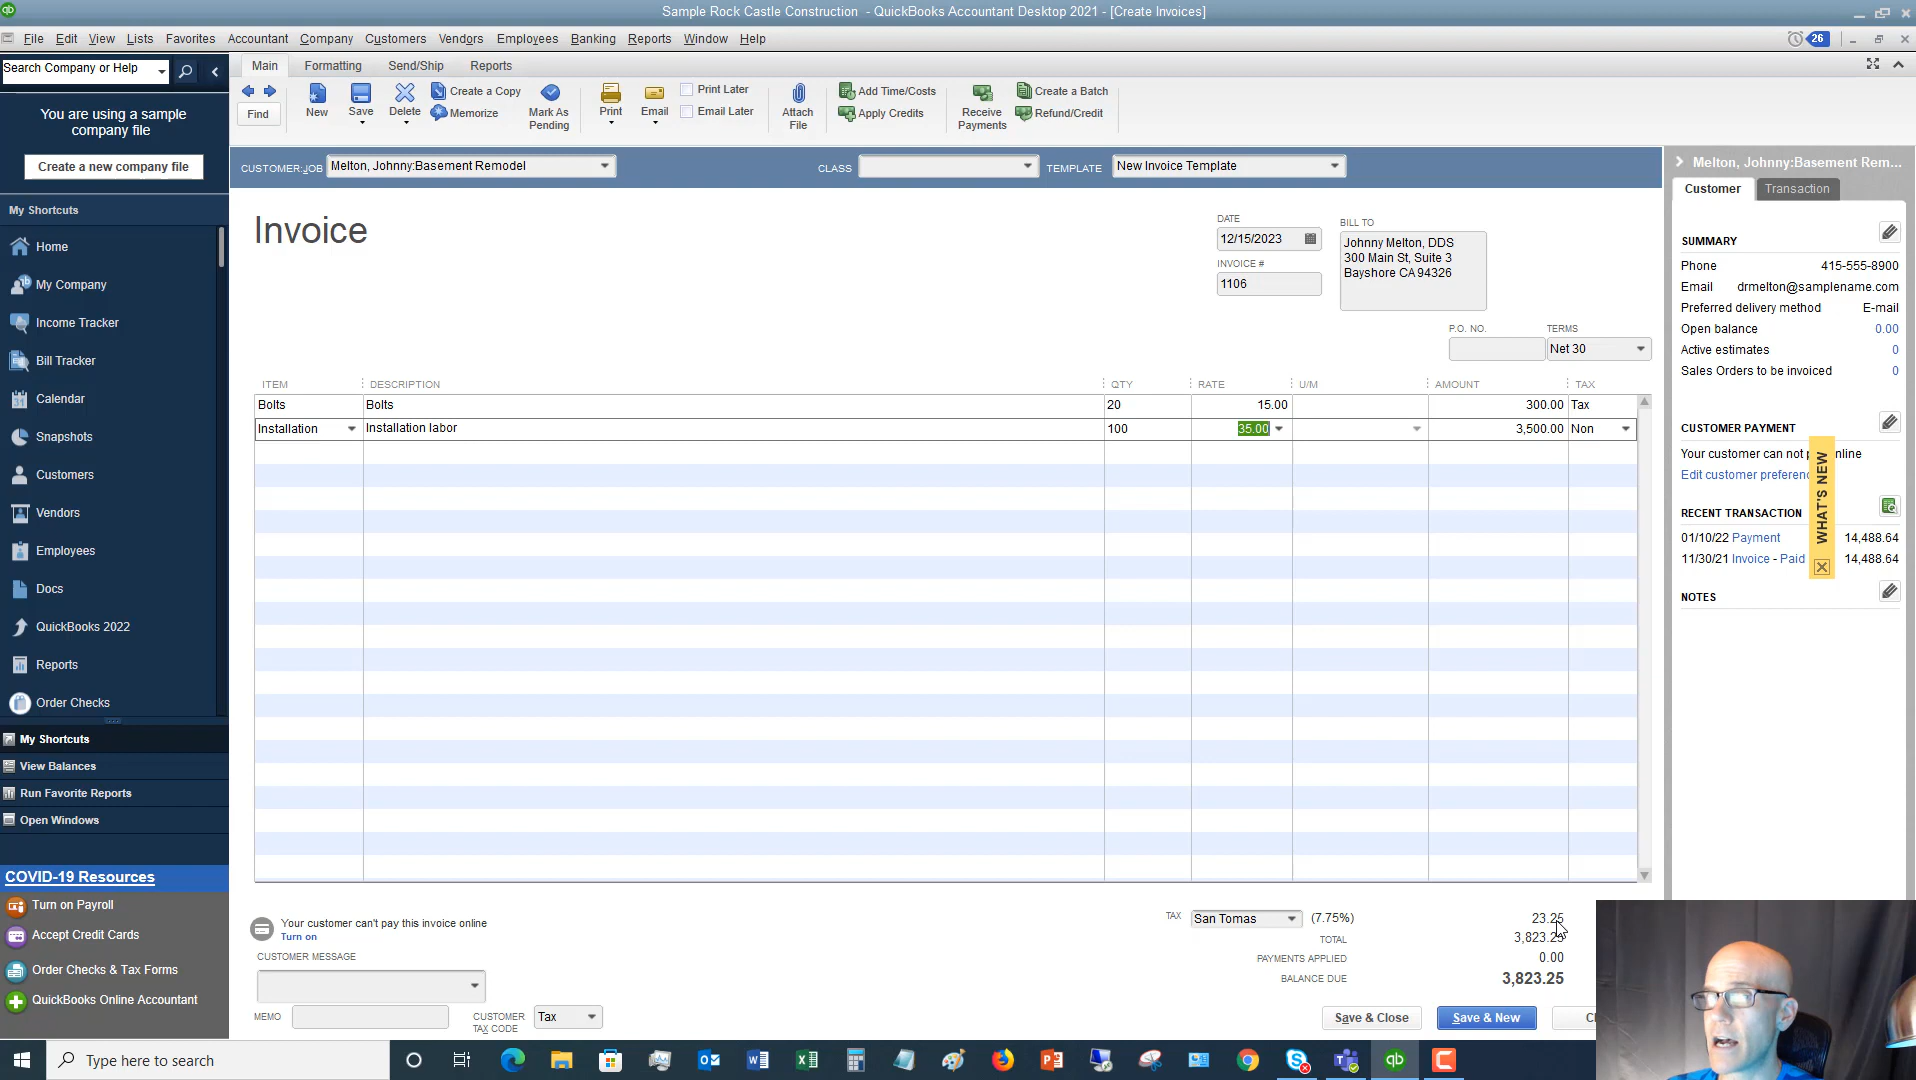 Sample Rock Castle Construction - QuickBooks Accountant Desktop 2021 - [Create Invoices]
File Edit View Lists Favorites Accountant Company Customers Vendors Employees Banking Reports Window Help
26
Search Company or Help
You are using a sample
company file
Create a new company file
My Shortcuts
Home
My Company
Income Tracker
Bill Tracker
Calendar
Snapshots
Customers
Vendors
Employees
Docs
QuickBooks 2022
Reports
Order Checks
My Shortcuts
View Balances
Run Favorite Reports
Open Windows
COVID-19 Resources
Turn on Payroll
Accept Credit Cards
Order Checks & Tax Forms
QuickBooks Online Accountant
Main Formatting Send/Ship Reports
Find
New
Save
Delete
Create a Copy
Memorize
Mark As
Pending
Print
Email
Print Later
Email Later
Attach
File
Add Time/Costs
Apply Credits
Receive
Payments
Create a Batch
Refund/Credit
CUSTOMER:JOB Melton, Johnny:Basement Remodel CLASS TEMPLATE New Invoice Template
Invoice
DATE
12/15/2023
INVOICE #
1106
BILL TO
Johnny Melton, DDS
300 Main St, Suite 3
Bayshore CA 94326
P.O. NO. TERMS
Net 30
ITEM DESCRIPTION QTY RATE U/M AMOUNT TAX
Bolts Bolts 20 15.00 300.00 Tax
Installation Installation labor 100 35.00 3,500.00 Non
Your customer can't pay this invoice online
Turn on
CUSTOMER MESSAGE
MEMO
CUSTOMER
TAX CODE
Tax
TAX San Tomas (7.75%) 23.25
TOTAL 3,823.25
PAYMENTS APPLIED 0.00
BALANCE DUE 3,823.25
Save & Close Save & New
Melton, Johnny:Basement Rem...
Customer Transaction
SUMMARY
Phone 415-555-8900
Email drmelton@samplename.com
Preferred delivery method E-mail
Open balance 0.00
Active estimates 0
Sales Orders to be invoiced 0
CUSTOMER PAYMENT
Your customer can not
Edit customer
WHAT'S NEW
RECENT TRANSACTION
01/10/22 Payment 14,488.64
11/30/21 Invoice - Paid 14,488.64
NOTES
Type here to search